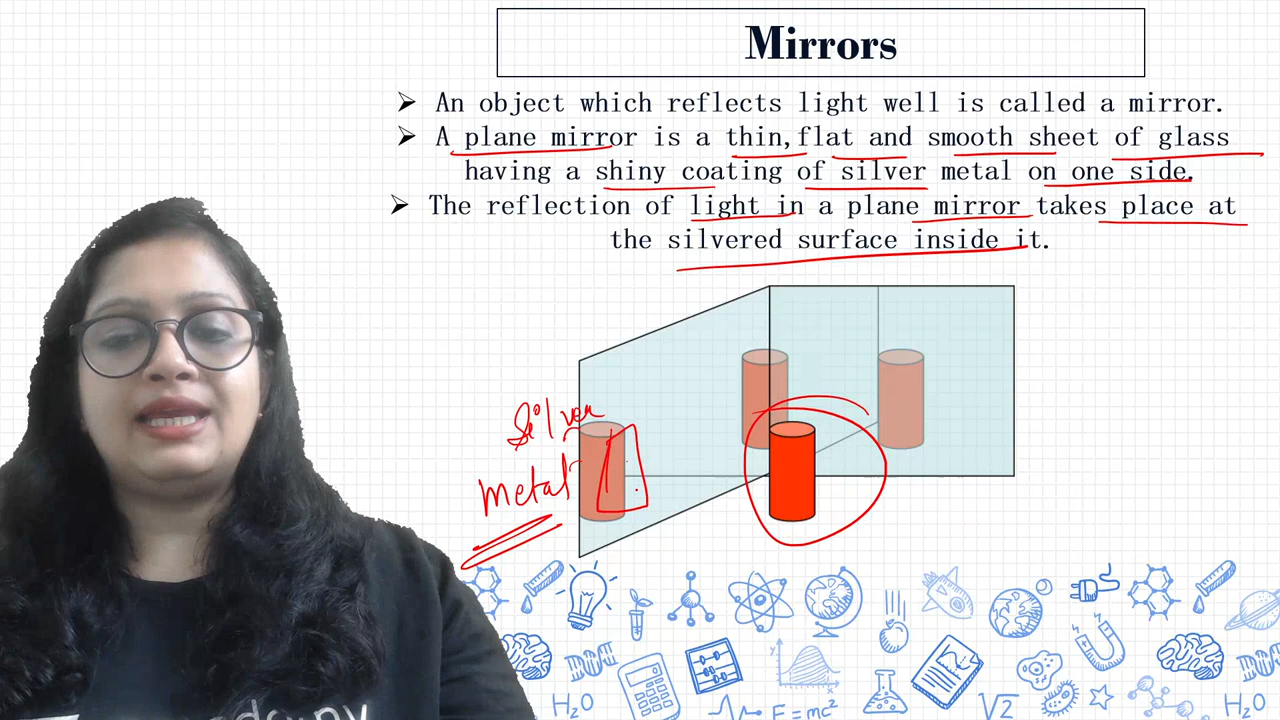 Mirrors
➢ An object which reflects light well is called a mirror.
➢ A plane mirror is a thin,flat and smooth sheet of glass
having a shiny coating of silver metal on one side.
➢ The reflection of light in a plane mirror takes place at
the silvered surface inside it.
Silver
Metal
y
x
H₂O
√2
E=mc²
H₂O